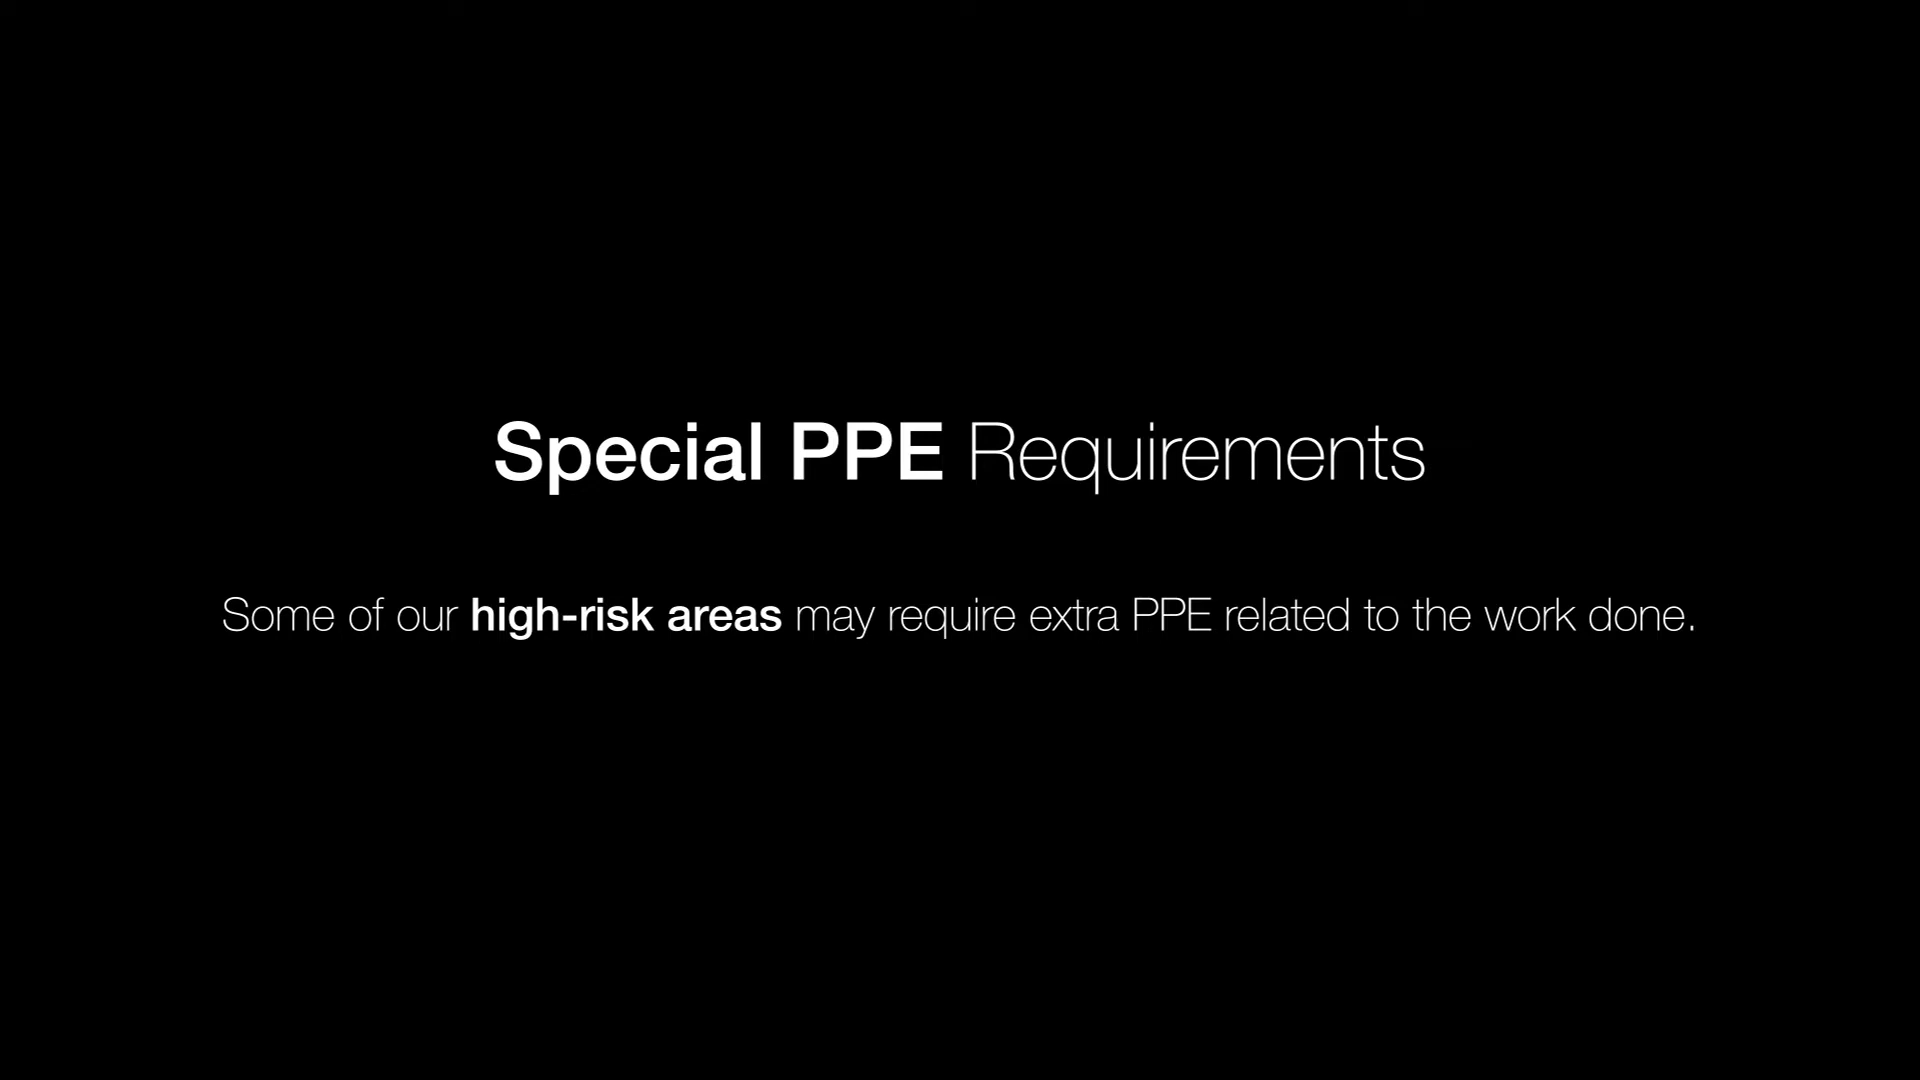 Special PPE Requirements
Some of our high-risk areas may require extra PPE related to the work done.